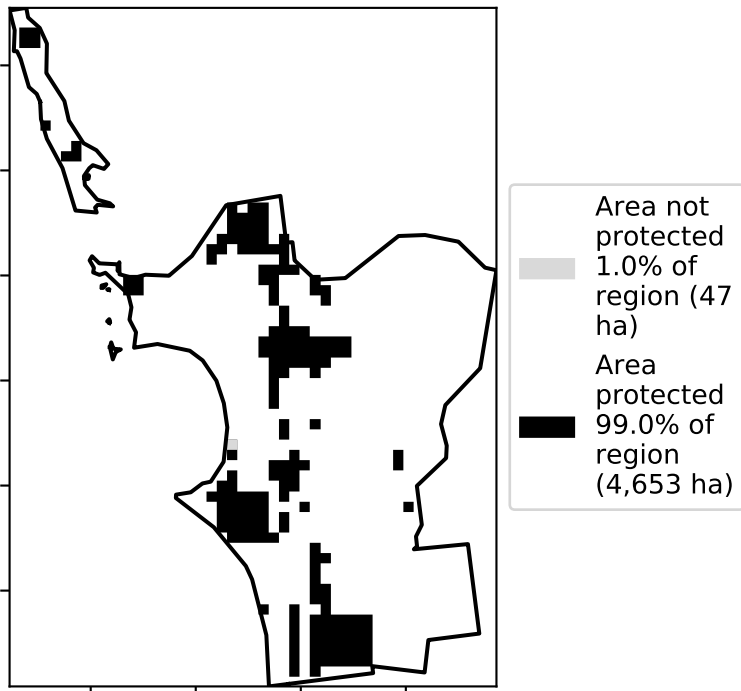 Area not
protected
1.0% of
region (47
ha)
Area
protected
99.0% of
region
(4,653 ha)